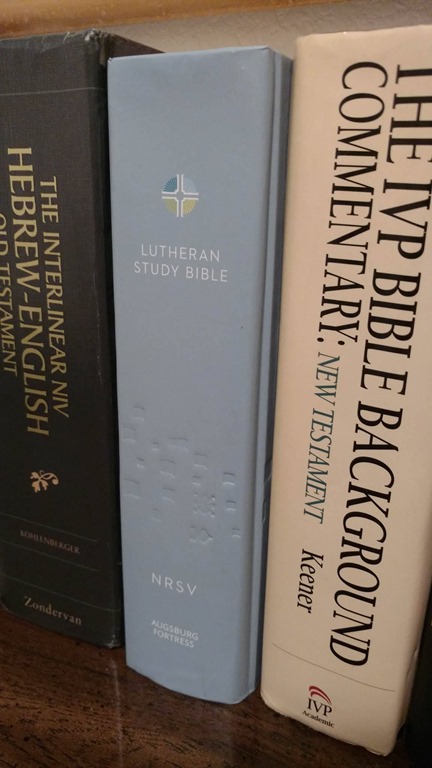 THE INTERLINEAR NIV
HEBREW-ENGLISH
OLD TESTAMENT
KOHLENBERGER
Zondervan
LUTHERAN
STUDY BIBLE
NRSV
AUGSBURG
FORTRESS
THE IVP BIBLE BACKGROUND
COMMENTARY: NEW TESTAMENT
Keener
IVP
Academic